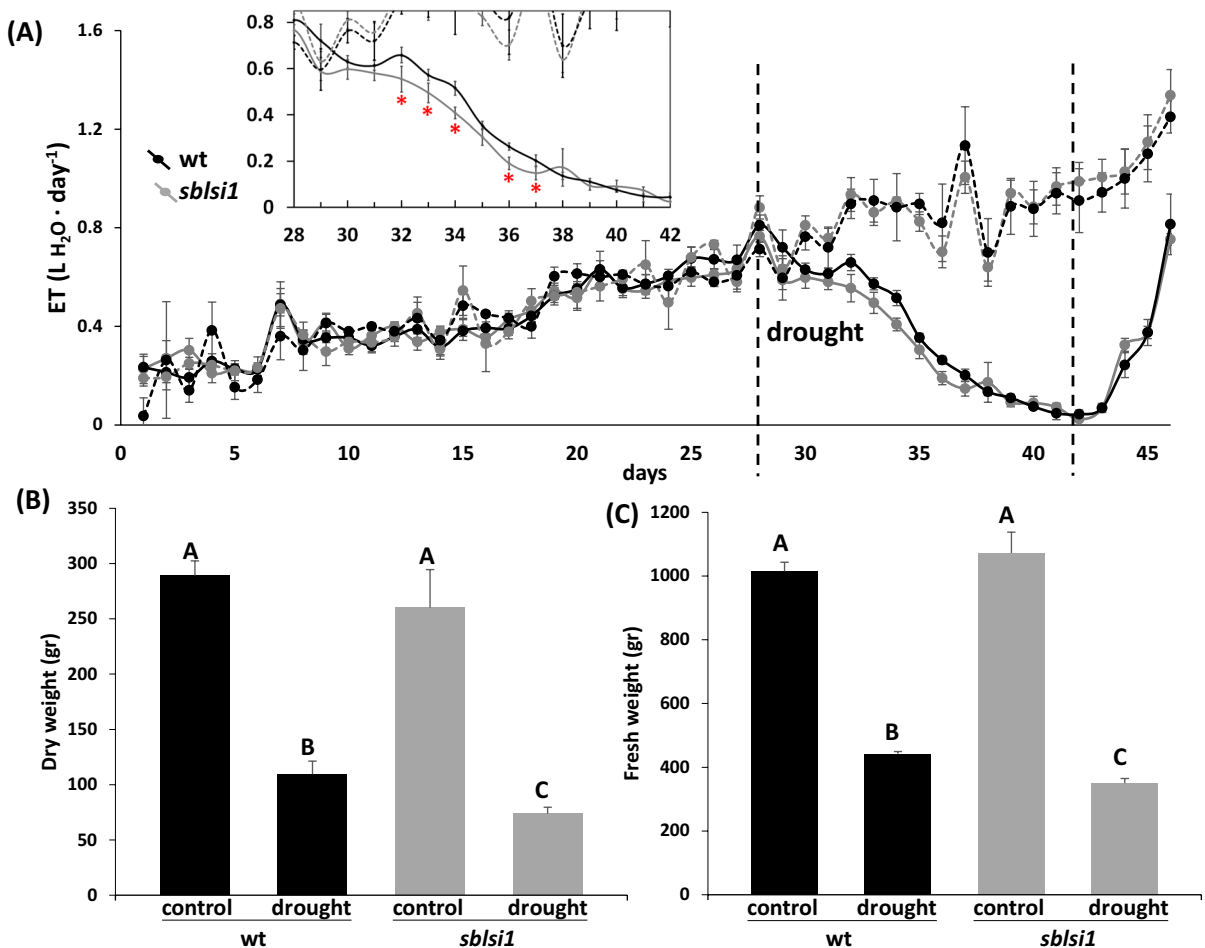 (A)
1.6
1.2
0.8
0.4
0
ET (L H₂O · day⁻¹)
wt
sblsi1
0.8
0.6
0.4
0.2
0
* * * * *
28 30 32 34 36 38 40 42
drought
0 5 10 15 20 25 30 35 40 45
days
(B)
350
300
250
200
150
100
50
0
Dry weight (gr)
A
B
A
C
control drought control drought
wt sblsi1
(C)
1200
1000
800
600
400
200
0
Fresh weight (gr)
A
B
A
C
control drought control drought
wt sblsi1